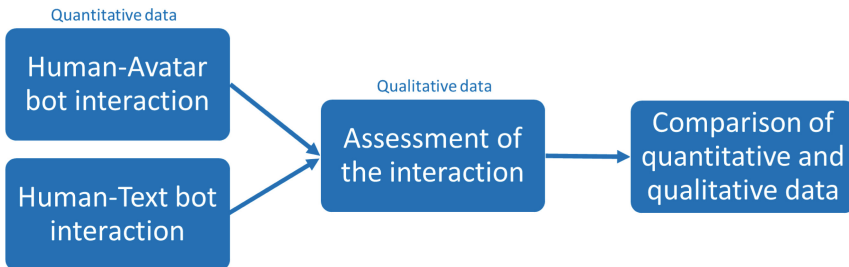 Quantitative data
Human-Avatar
bot interaction
Human-Text bot
interaction
Qualitative data
Assessment of
the interaction
Comparison of
quantitative and
qualitative data